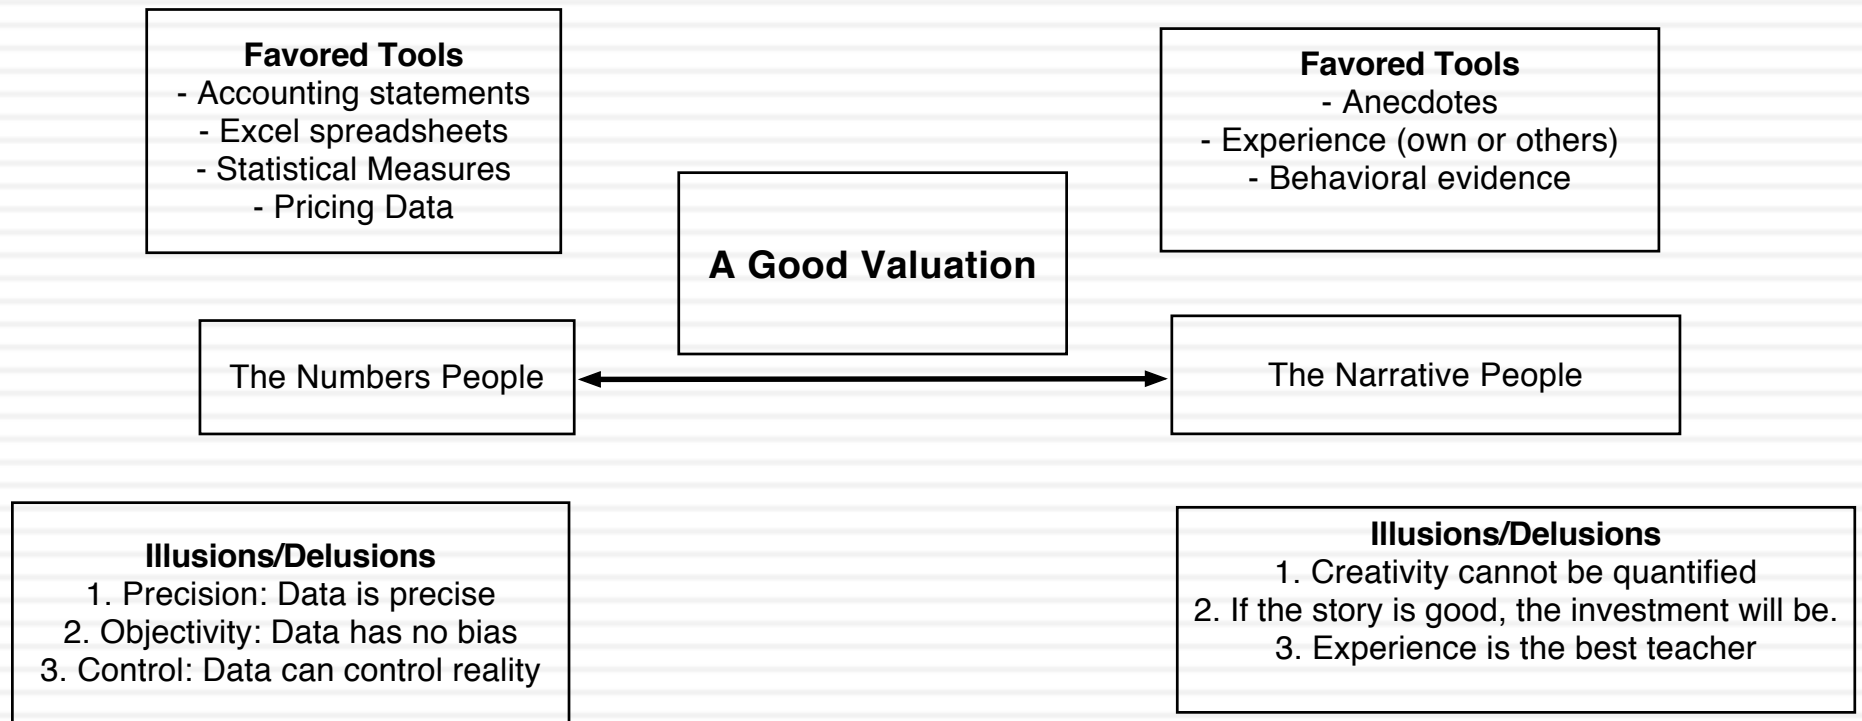 Favored Tools
- Accounting statements
- Excel spreadsheets
- Statistical Measures
- Pricing Data
Favored Tools
- Anecdotes
- Experience (own or others)
- Behavioral evidence
A Good Valuation
The Numbers People
The Narrative People
Illusions/Delusions
1. Precision: Data is precise
2. Objectivity: Data has no bias
3. Control: Data can control reality
Illusions/Delusions
1. Creativity cannot be quantified
2. If the story is good, the investment will be.
3. Experience is the best teacher